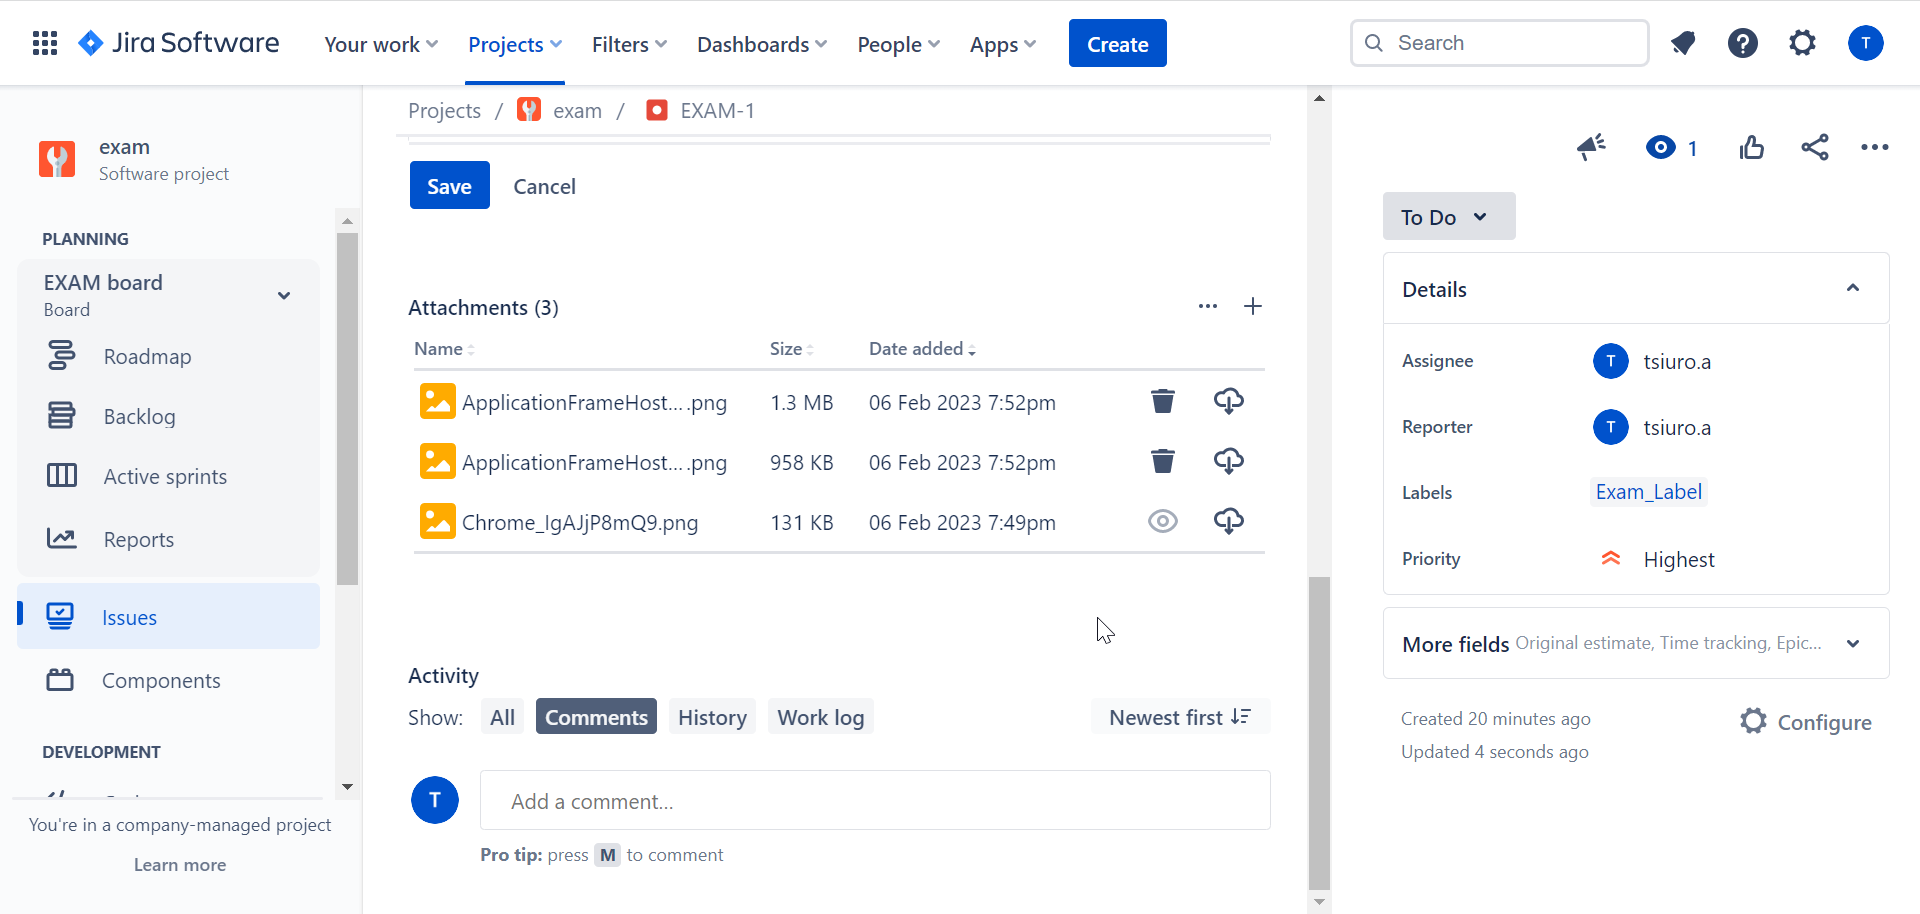 Jira Software
Your work
Projects
Filters
Dashboards
People
Apps
Create
Search
T
Projects / exam / EXAM-1
exam
Software project
PLANNING
EXAM board
Board
Roadmap
Backlog
Active sprints
Reports
Issues
Components
DEVELOPMENT
You're in a company-managed project
Learn more
Save Cancel
Attachments (3)
Name Size Date added
ApplicationFrameHost... .png 1.3 MB 06 Feb 2023 7:52pm
ApplicationFrameHost... .png 958 KB 06 Feb 2023 7:52pm
Chrome_IgAJjP8mQ9.png 131 KB 06 Feb 2023 7:49pm
Activity
Show: All Comments History Work log Newest first
T
Add a comment...
Pro tip: press M to comment
1
To Do
Details
Assignee T tsiuro.a
Reporter T tsiuro.a
Labels Exam_Label
Priority Highest
More fields Original estimate, Time tracking, Epic...
Created 20 minutes ago
Updated 4 seconds ago
Configure